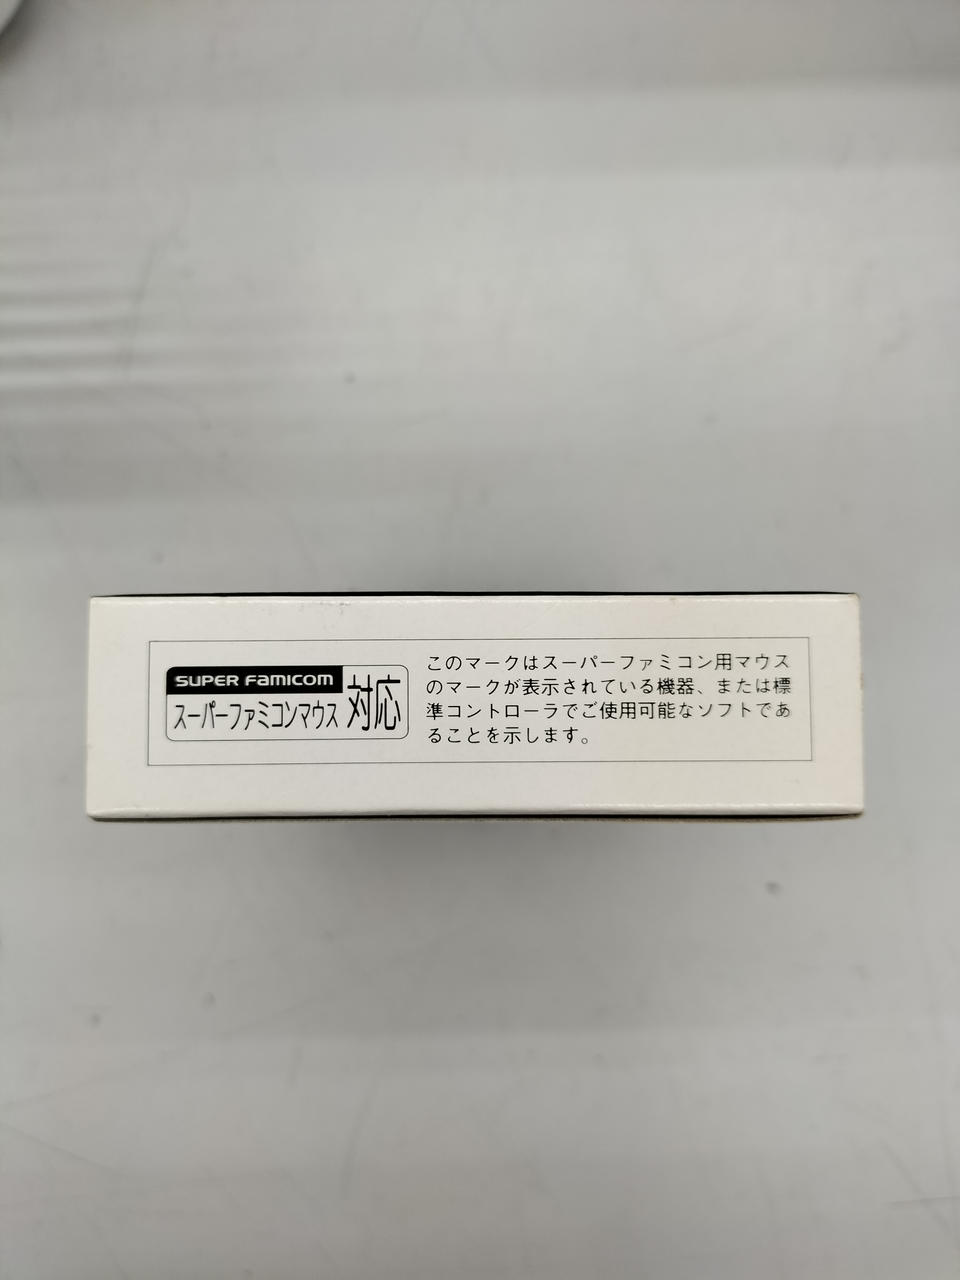 SUPER FAMICOM
スーパーファミコンマウス対応
このマークはスーパーファミコン用マウス
のマークが表示されている機器、または標
準コントローラでご使用可能なソフトであ
ることを示します。